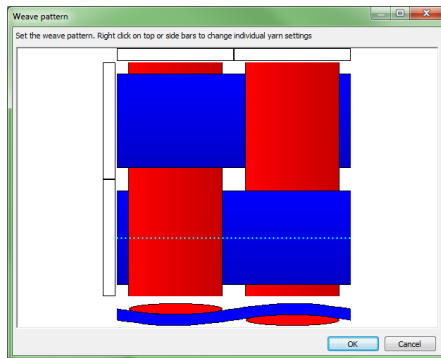 Weave pattern
Set the weave pattern. Right click on top or side bars to change individual yarn settings
OK
Cancel